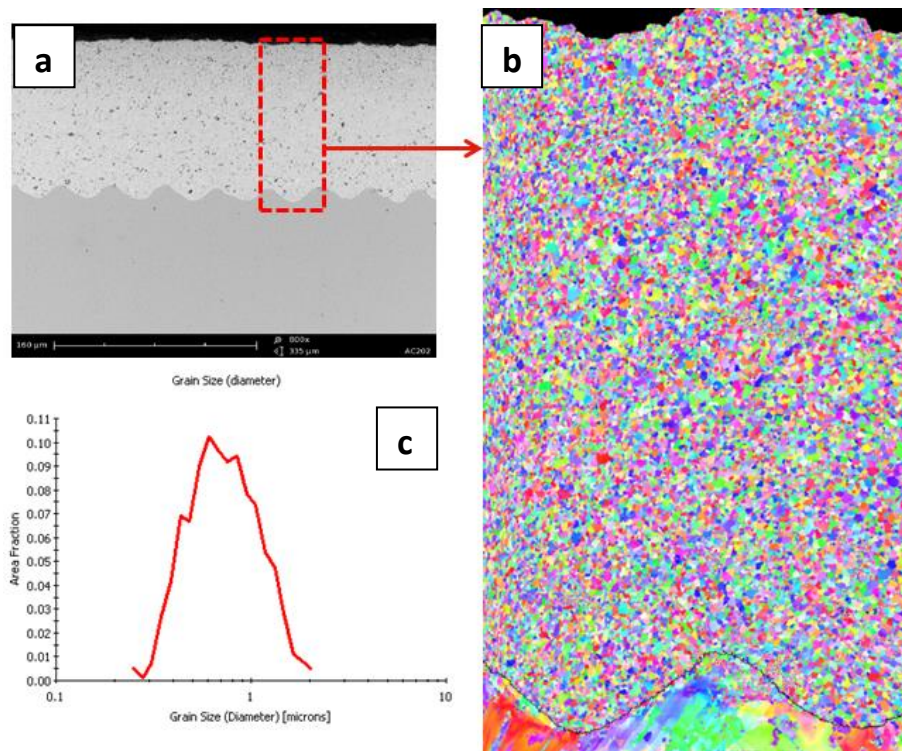 a
b
160 µm
800x
335 µm
AC202
Grain Size (diameter)
c
0.11
0.10
0.09
0.08
0.07
0.06
0.05
0.04
0.03
0.02
0.01
0.00
Area Fraction
0.1
1
10
Grain Size (Diameter) [microns]